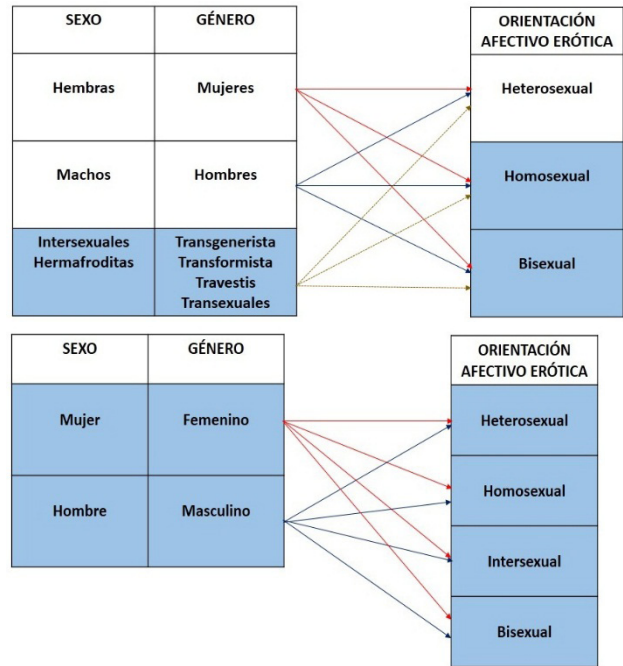 SEXO
GÉNERO
ORIENTACIÓN
AFECTIVO ERÓTICA
Hembras
Mujeres
Heterosexual
Machos
Hombres
Homosexual
Intersexuales
Hermafroditas
Transgenerista
Transformista
Travestis
Transexuales
Bisexual
SEXO
GÉNERO
ORIENTACIÓN
AFECTIVO ERÓTICA
Mujer
Femenino
Heterosexual
Homosexual
Hombre
Masculino
Intersexual
Bisexual